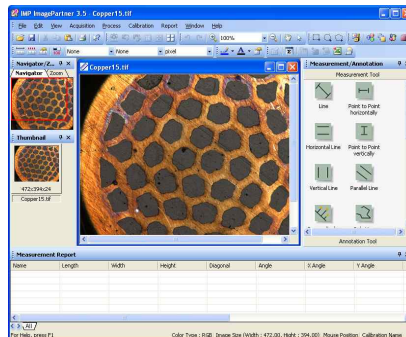 iMP ImagePartner 3.5 - Copper15.tif
File Edit View Acquisition Process Calibration Report Window Help
100%
None None pixel
Navigator/Z...
Navigator Zoom
Thumbnail
472x394x24
Copper15.tif
Copper15.tif
Measurement/Annotation
Measurement Tool
Line
Point to Point horizontally
Horizontal Line
Point to Point vertically
Vertical Line
Parallel Line
Annotation Tool
Measurement Report
Name Length Width Height Diagonal Angle X Angle Y Angle
All
For Help, press F1
Color Type : RGB Image Size (Width : 472.00, Hight : 394.00) Mouse Position Calibration Name